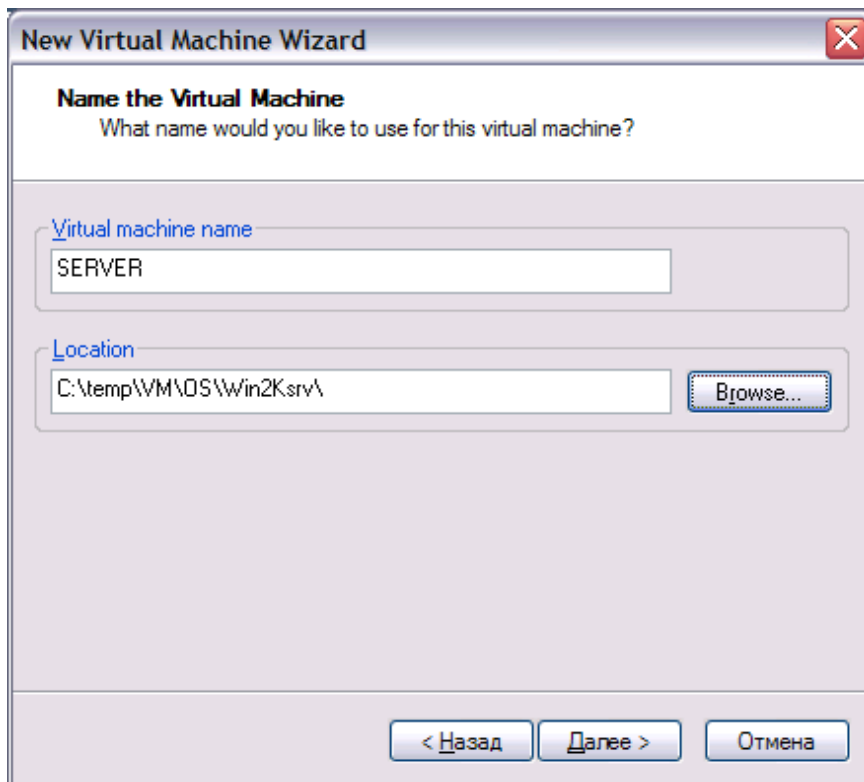 New Virtual Machine Wizard
Name the Virtual Machine
What name would you like to use for this virtual machine?
Virtual machine name
SERVER
Location
C:\temp\VM\OS\Win2Ksrv\
Browse...
< Назад Далее > Отмена